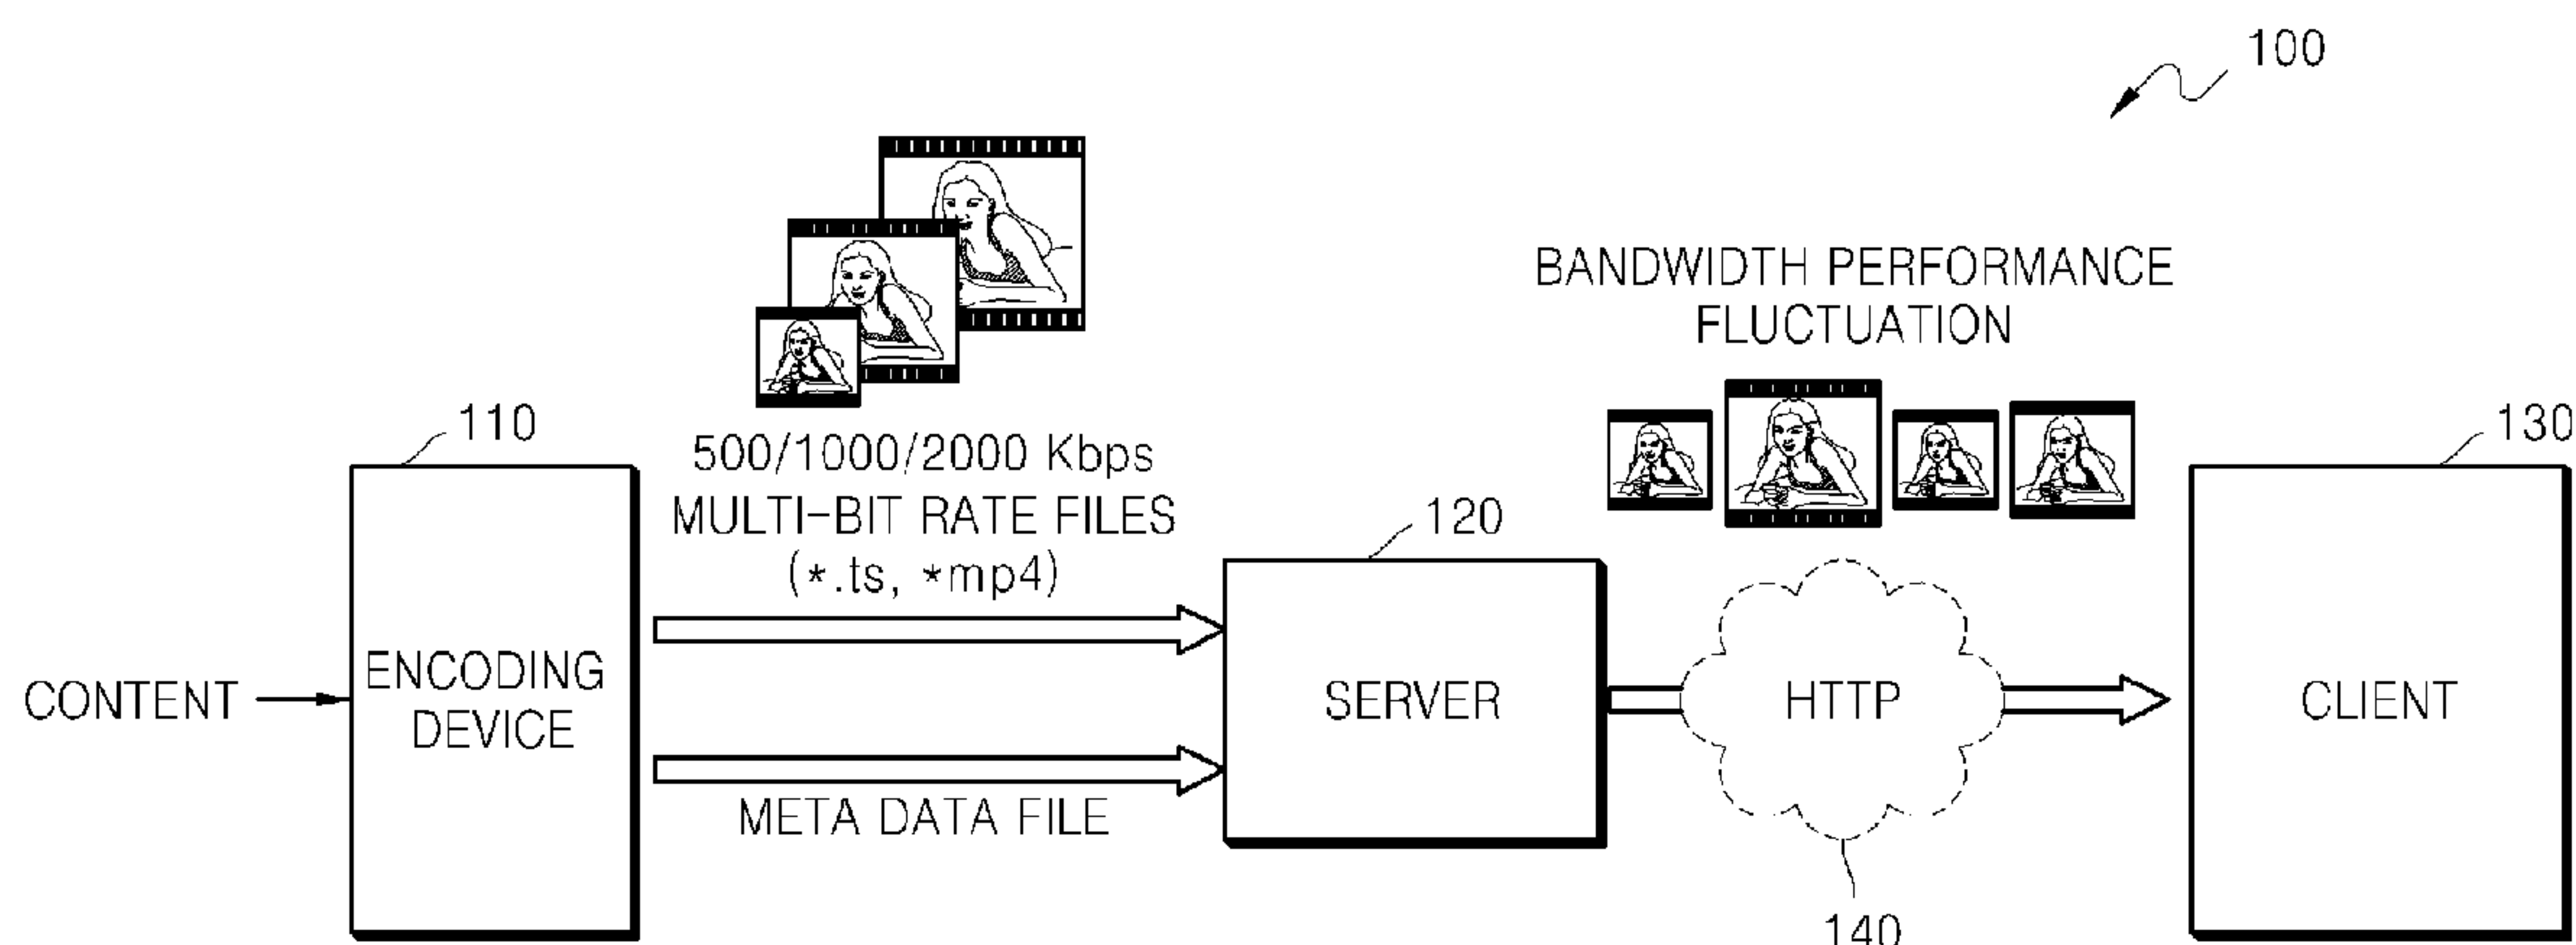 100
BANDWIDTH PERFORMANCE
FLUCTUATION
110
500/1000/2000 Kbps
MULTI-BIT RATE FILES
(*.ts, *mp4)
120
130
CONTENT
ENCODING
DEVICE
SERVER
HTTP
CLIENT
META DATA FILE
140